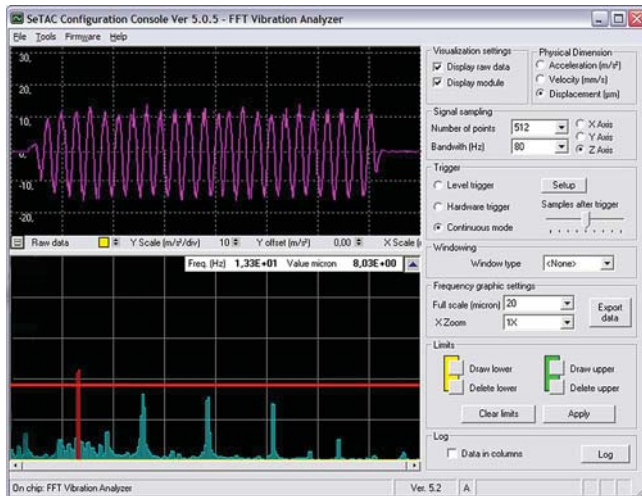 SeTAC Configuration Console Ver 5.0.5 - FFT Vibration Analyzer
File Tools Firmware Help
30,
20,
10,
0,
-10,
-20,
Raw data Y Scale (m/s²/div) 10 Y offset (m/s²) 0,00 X Scale (
Freq. (Hz) 1,33E+01 Value micron 8,03E+00
Visualization settings
Display raw data
Display module
Physical Dimension
Acceleration (m/s²)
Velocity (mm/s)
Displacement (µm)
Signal sampling
Number of points 512
Bandwith (Hz) 80
X Axis
Y Axis
Z Axis
Trigger
Level trigger Setup
Hardware trigger Samples after trigger
Continuous mode
Windowing
Window type <None>
Frequency graphic settings
Full scale (micron) 20
X Zoom 1X
Export data
Limits
Draw lower Draw upper
Delete lower Delete upper
Clear limits Apply
Log
Data in columns Log
On chip: FFT Vibration Analyzer Ver. 5.2 A